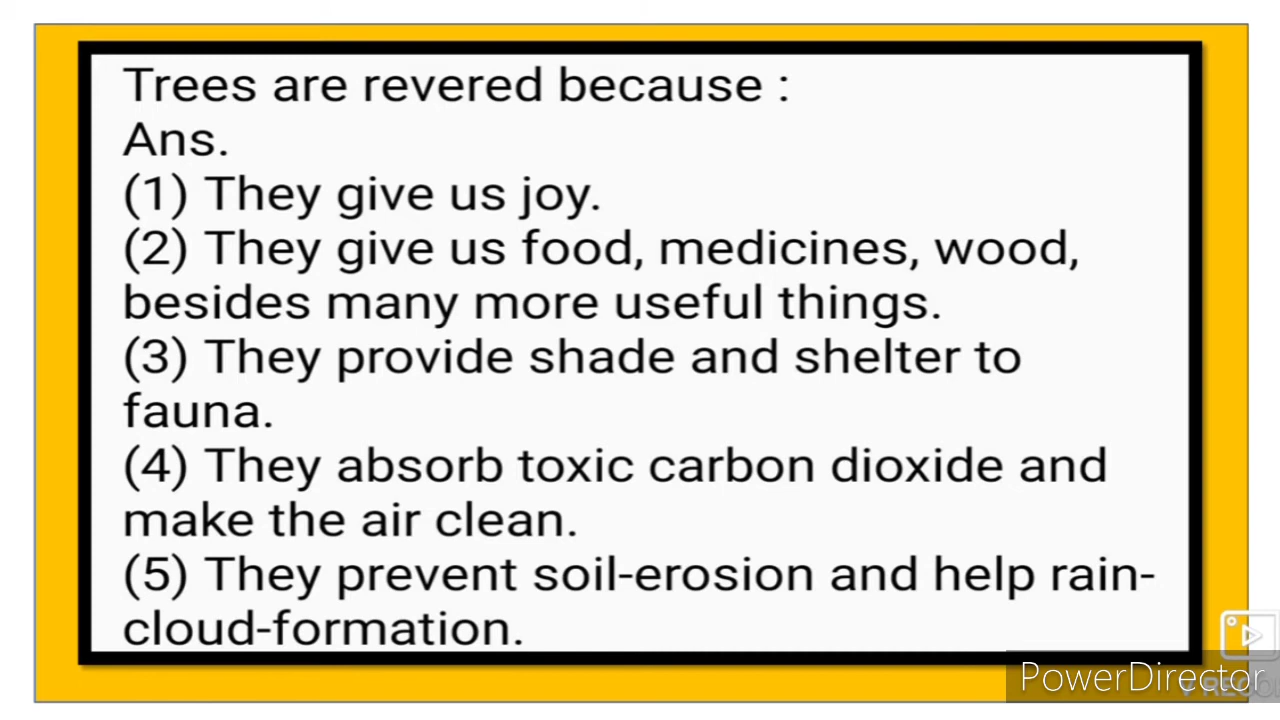 Trees are revered because :
Ans.
(1) They give us joy.
(2) They give us food, medicines, wood,
besides many more useful things.
(3) They provide shade and shelter to
fauna.
(4) They absorb toxic carbon dioxide and
make the air clean.
(5) They prevent soil-erosion and help rain-
cloud-formation.
PowerDirector